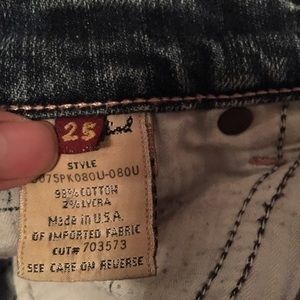 25
STYLE
98% COTTON
2% LYCRA
MADE IN U.S.A.
OF IMPORTED FABRIC
CUT# 703573
SEE CARE ON REVERSE